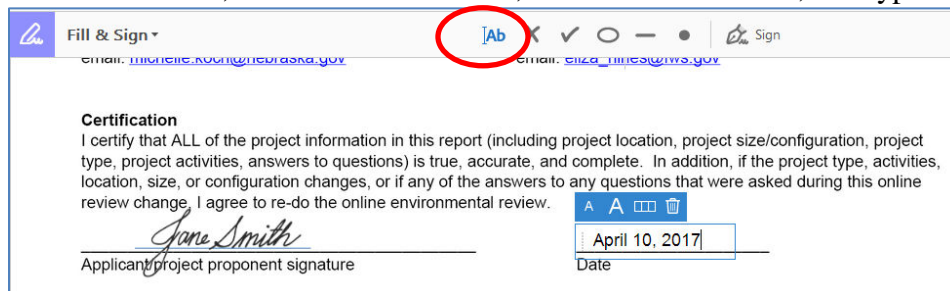 Fill & Sign
Ab
Sign
email: michelle.koch@nebraska.gov email: eliza_hines@fws.gov
Certification
I certify that ALL of the project information in this report (including project location, project size/configuration, project
type, project activities, answers to questions) is true, accurate, and complete. In addition, if the project type, activities,
location, size, or configuration changes, or if any of the answers to any questions that were asked during this online
review change, I agree to re-do the online environmental review.
A A
Jane Smith April 10, 2017
Applicant/project proponent signature Date